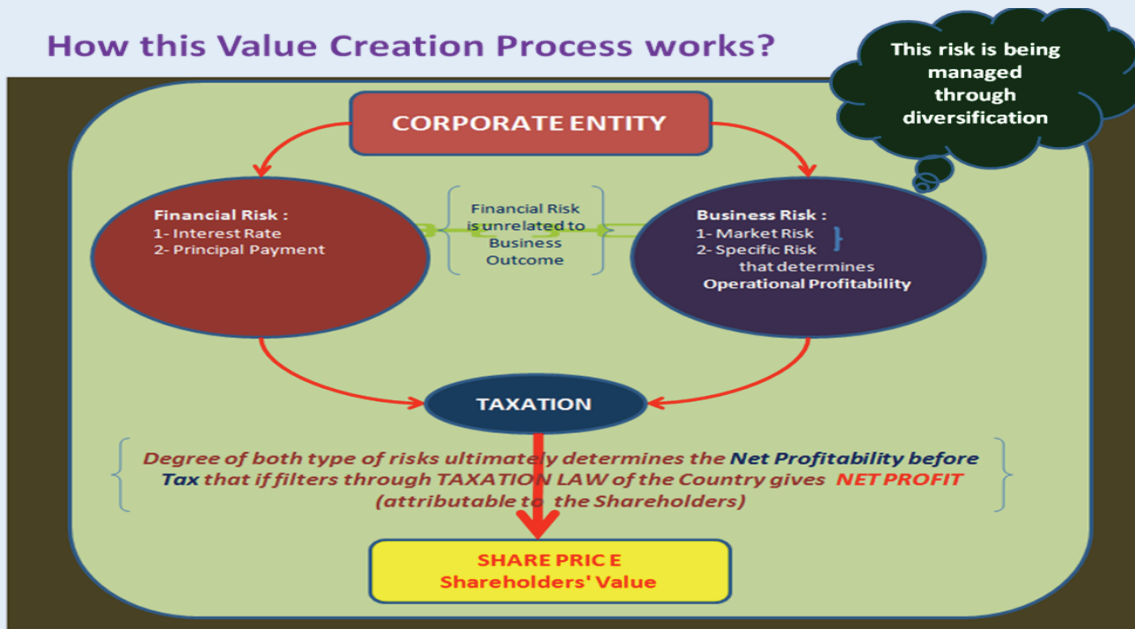 How this Value Creation Process works?
This risk is being
managed
through
diversification
CORPORATE ENTITY
Financial Risk :
1- Interest Rate
2- Principal Payment
Financial Risk
is unrelated to
Business
Outcome
Business Risk :
1- Market Risk
2- Specific Risk
that determines
Operational Profitability
TAXATION
Degree of both type of risks ultimately determines the Net Profitability before
Tax that if filters through TAXATION LAW of the Country gives NET PROFIT
(attributable to the Shareholders)
SHARE PRICE
Shareholders' Value